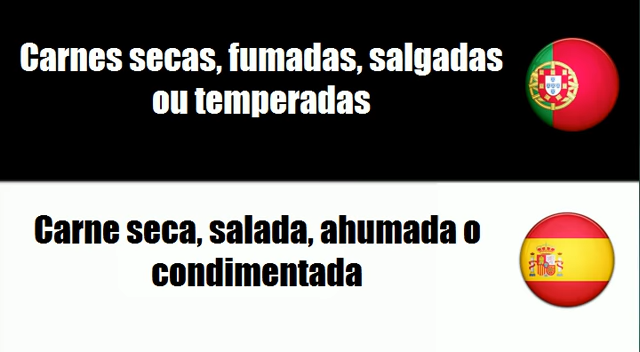 Carnes secas, fumadas, salgadas
ou temperadas
Carne seca, salada, ahumada o
condimentada